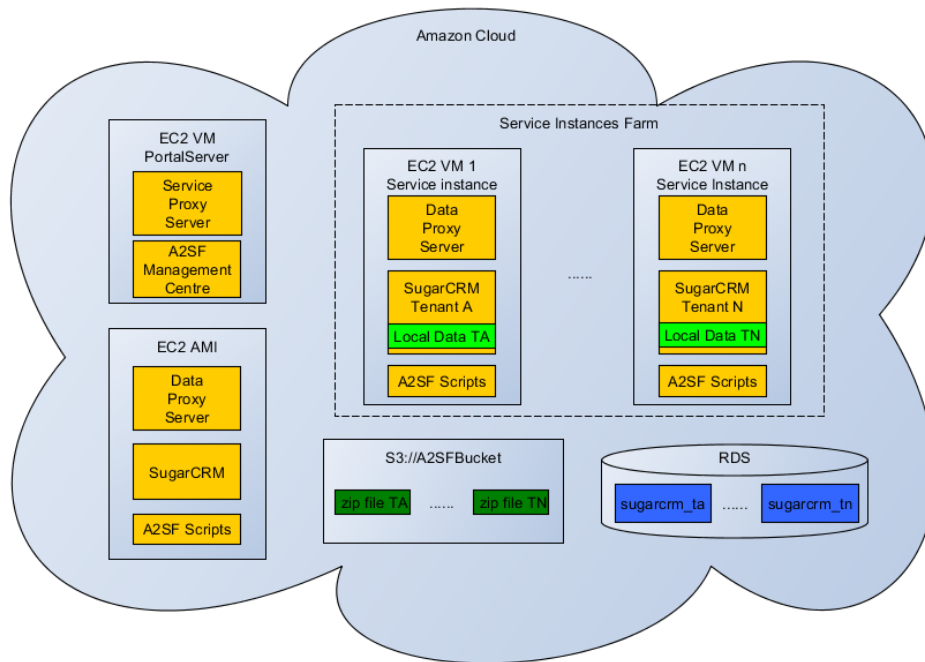 Amazon Cloud
EC2 VM
PortalServer
Service
Proxy
Server
A2SF
Management
Centre
EC2 AMI
Data
Proxy
Server
SugarCRM
A2SF Scripts
Service Instances Farm
EC2 VM 1
Service instance
Data
Proxy
Server
SugarCRM
Tenant A
Local Data TA
A2SF Scripts
......
EC2 VM n
Service Instance
Data
Proxy
Server
SugarCRM
Tenant N
Local Data TN
A2SF Scripts
S3://A2SFBucket
zip file TA ...... zip file TN
RDS
sugarcrm_ta ...... sugarcrm_tn